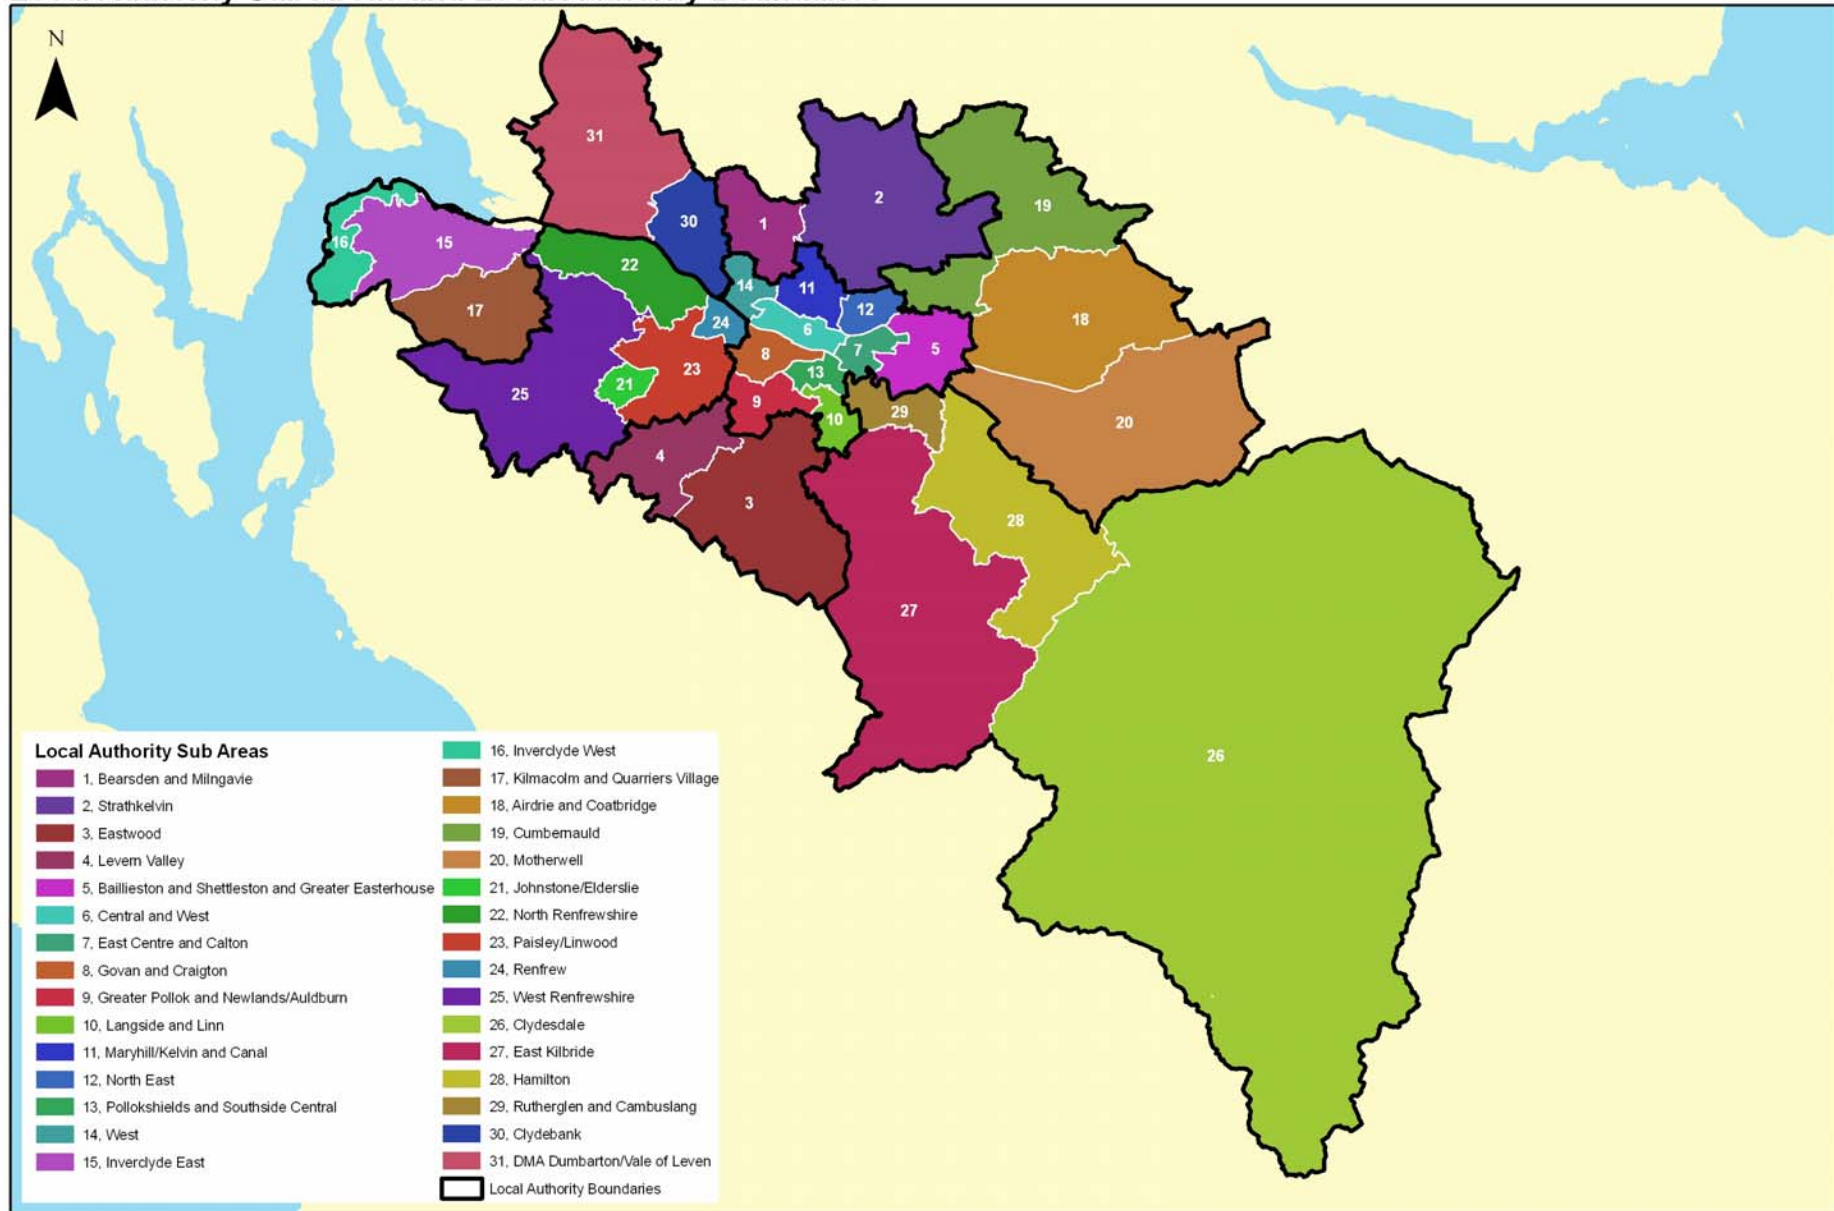 N
31
2
19
30
1
16
15
22
14
11
12
18
17
24
6
8
7
5
25
21
23
13
9
10
29
20
4
3
28
27
26
Local Authority Sub Areas
1, Bearsden and Milngavie
2, Strathkelvin
3, Eastwood
4, Levern Valley
5, Baillieston and Shettleston and Greater Easterhouse
6, Central and West
7, East Centre and Calton
8, Govan and Craigton
9, Greater Pollok and Newlands/Auldburn
10, Langside and Linn
11, Maryhill/Kelvin and Canal
12, North East
13, Pollokshields and Southside Central
14, West
15, Inverclyde East
16, Inverclyde West
17, Kilmacolm and Quarriers Village
18, Airdrie and Coatbridge
19, Cumbernauld
20, Motherwell
21, Johnstone/Elderslie
22, North Renfrewshire
23, Paisley/Linwood
24, Renfrew
25, West Renfrewshire
26, Clydesdale
27, East Kilbride
28, Hamilton
29, Rutherglen and Cambuslang
30, Clydebank
31, DMA Dumbarton/Vale of Leven
Local Authority Boundaries